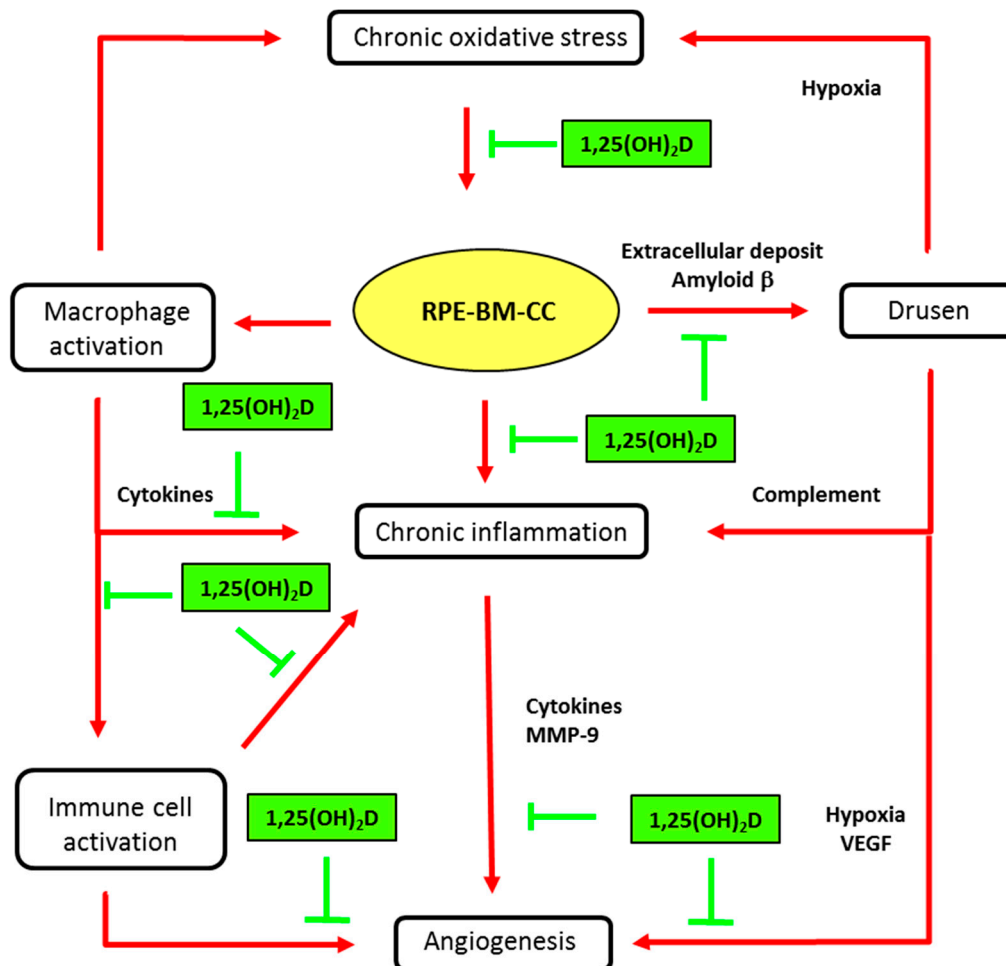 Chronic oxidative stress
Hypoxia
1,25(OH)₂D
Extracellular deposit
Amyloid β
Macrophage
activation
RPE-BM-CC
Drusen
1,25(OH)₂D
1,25(OH)₂D
Cytokines
Complement
Chronic inflammation
1,25(OH)₂D
Cytokines
MMP-9
Immune cell
activation
1,25(OH)₂D
1,25(OH)₂D
Hypoxia
VEGF
Angiogenesis